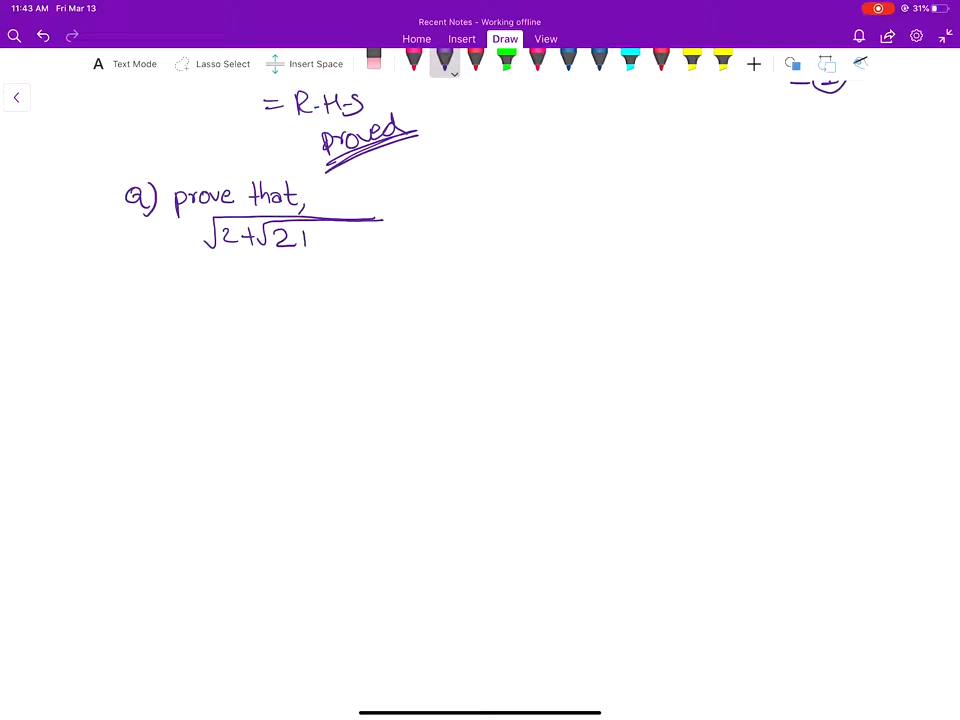 11:43 AM Fri Mar 13
31%
Recent Notes - Working offline
Home Insert Draw View
A Text Mode Lasso Select Insert Space
= R-H-S
proved
Q) prove that,
√2+√2